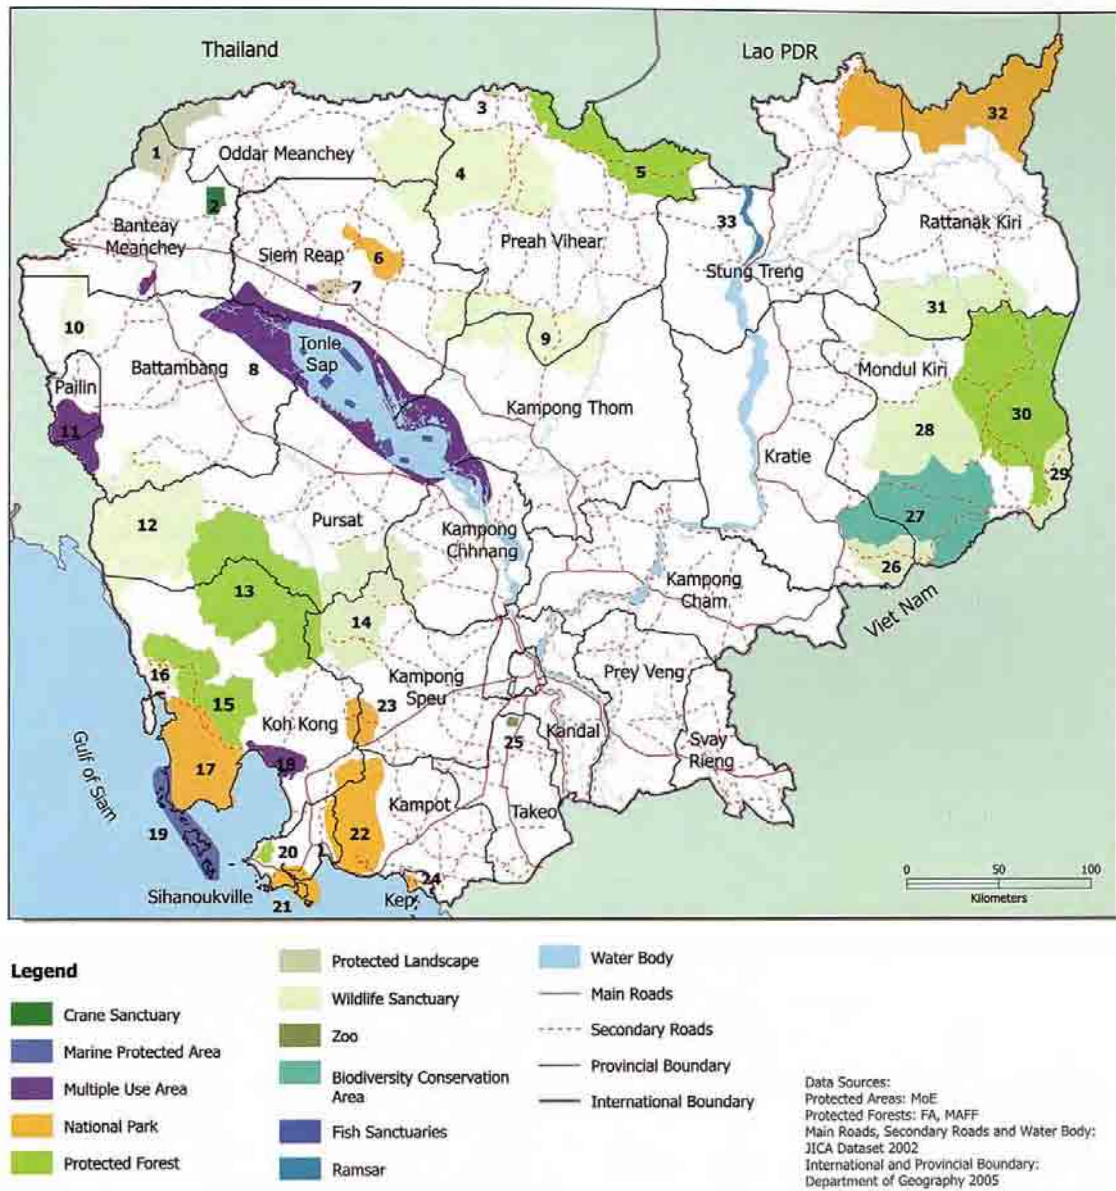 Thailand
Lao PDR
32
3
1
Oddar Meanchey
4
5
2
Banteay
Meanchey
Siem Reap
6
Preah Vihear
33
Rattanak Kiri
Stung Treng
7
31
10
9
Tonle
Sap
Pailin
Battambang
8
Mondul Kiri
Kampong Thom
11
30
28
Kratie
29
12
Pursat
27
Kampong
Chhnang
26
13
Kampong
Cham
14
Viet Nam
16
Kampong
Speu
Prey Veng
15
Koh Kong
23
Kandal
25
Svay
Rieng
Gulf of Siam
17
18
Kampot
Takeo
19
22
20
24
Sihanoukville
21
Kep
0 50 100
Kilometers
Legend
Crane Sanctuary
Marine Protected Area
Multiple Use Area
National Park
Protected Forest
Protected Landscape
Wildlife Sanctuary
Zoo
Biodiversity Conservation
Area
Fish Sanctuaries
Ramsar
Water Body
Main Roads
Secondary Roads
Provincial Boundary
International Boundary
Data Sources:
Protected Areas: MoE
Protected Forests: FA, MAFF
Main Roads, Secondary Roads and Water Body:
JICA Dataset 2002
International and Provincial Boundary:
Department of Geography 2005